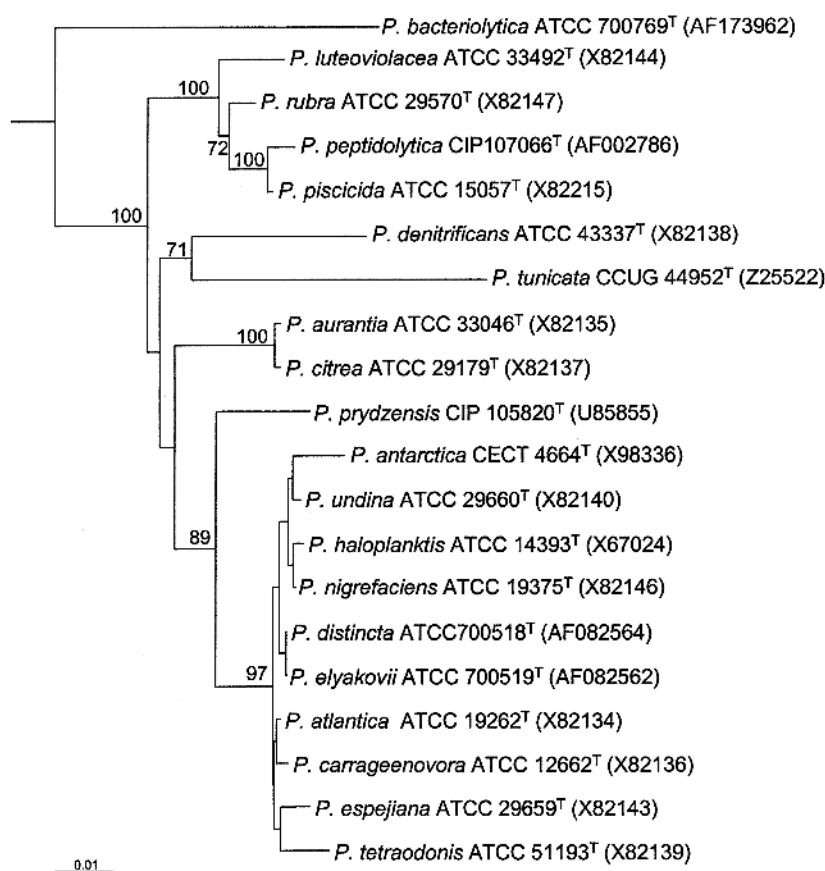 P. bacteriolytica ATCC 700769ᵀ (AF173962)
P. luteoviolacea ATCC 33492ᵀ (X82144)
100
P. rubra ATCC 29570ᵀ (X82147)
72
P. peptidolytica CIP107066ᵀ (AF002786)
100
P. piscicida ATCC 15057ᵀ (X82215)
100
P. denitrificans ATCC 43337ᵀ (X82138)
71
P. tunicata CCUG 44952ᵀ (Z25522)
P. aurantia ATCC 33046ᵀ (X82135)
100
P. citrea ATCC 29179ᵀ (X82137)
P. prydzensis CIP 105820ᵀ (U85855)
P. antarctica CECT 4664ᵀ (X98336)
P. undina ATCC 29660ᵀ (X82140)
89
P. haloplanktis ATCC 14393ᵀ (X67024)
P. nigrefaciens ATCC 19375ᵀ (X82146)
P. distincta ATCC700518ᵀ (AF082564)
97
P. elyakovii ATCC 700519ᵀ (AF082562)
P. atlantica ATCC 19262ᵀ (X82134)
P. carrageenovora ATCC 12662ᵀ (X82136)
P. espejiana ATCC 29659ᵀ (X82143)
P. tetraodonis ATCC 51193ᵀ (X82139)
0.01